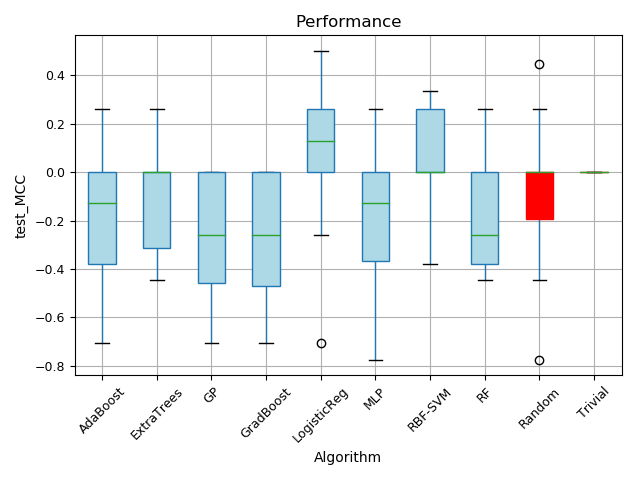 Performance
test_MCC
0.4
0.2
0.0
−0.2
−0.4
−0.6
−0.8
AdaBoost
ExtraTrees
GP
GradBoost
LogisticReg
MLP
RBF-SVM
RF
Random
Trivial
Algorithm